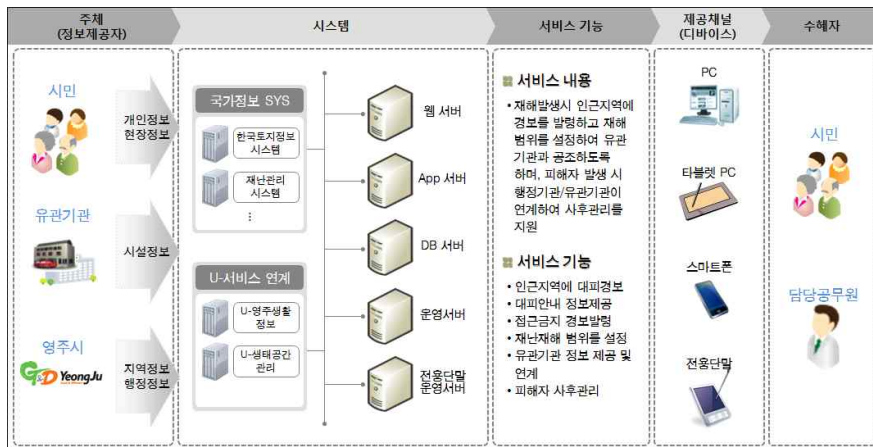 주체
(정보제공자)
시스템
서비스 기능
제공채널
(디바이스)
수혜자
시민
개인정보
현장정보
유관기관
시설정보
영주시
GT&D YeongJu
지역정보
행정정보
국가정보 SYS
한국토지정보
시스템
재난관리
시스템
⋮
U-서비스 연계
U-영주생활
정보
U-생태공간
관리
웹 서버
App 서버
DB 서버
운영서버
전용단말
운영서버
서비스 내용
• 재해발생시 인근지역에
경보를 발령하고 재해
범위를 설정하여 유관
기관과 공조하도록
하며, 피해자 발생 시
행정기관/유관기관이
연계하여 사후관리를
지원
서비스 기능
• 인근지역에 대피경보
• 대피안내 정보제공
• 접근금지 경보발령
• 재난재해 범위를 설정
• 유관기관 정보 제공 및
연계
• 피해자 사후관리
PC
타블렛 PC
스마트폰
전용단말
시민
담당공무원